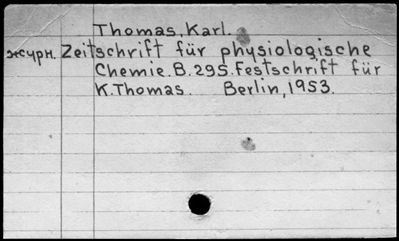 Thomas, Karl.
журн. Zeitschrift für physiologische
Chemie. B. 295. Festschrift für
K. Thomas. Berlin, 1953.